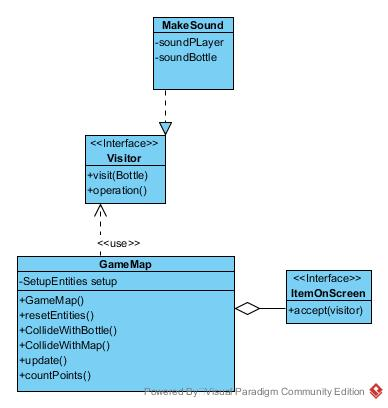 MakeSound
-soundPLayer
-soundBottle
<<Interface>>
Visitor
+visit(Bottle)
+operation()
<<use>>
GameMap
-SetupEntities setup
+GameMap()
+resetEntities()
+CollideWithBottle()
+CollideWithMap()
+update()
+countPoints()
<<Interface>>
ItemOnScreen
+accept(visitor)
Powered By Visual Paradigm Community Edition